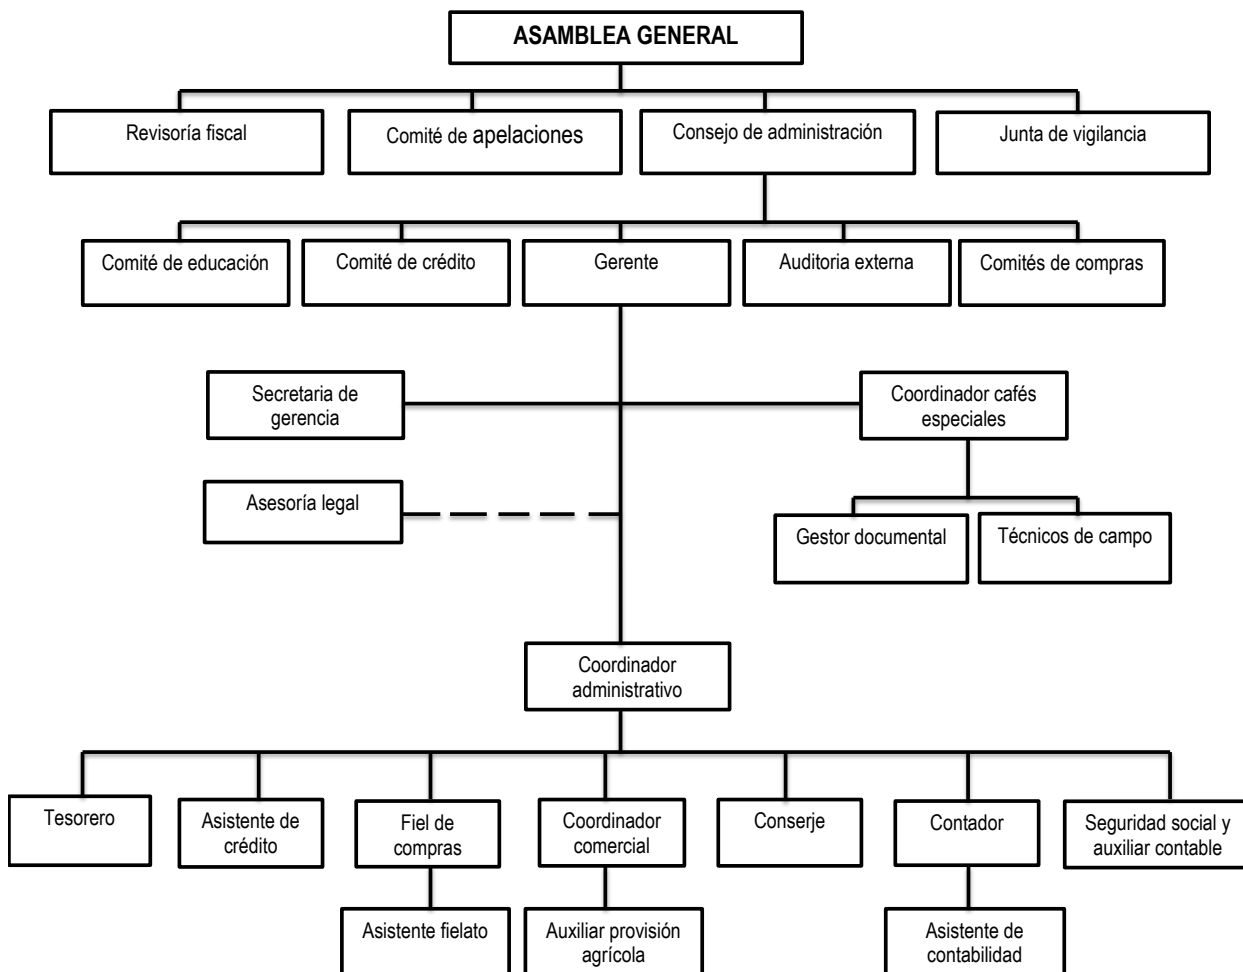 ASAMBLEA GENERAL
Revisoría fiscal
Comité de apelaciones
Consejo de administración
Junta de vigilancia
Comité de educación
Comité de crédito
Gerente
Auditoria externa
Comités de compras
Secretaria de
gerencia
Coordinador cafés
especiales
Asesoría legal
Gestor documental
Técnicos de campo
Coordinador
administrativo
Tesorero
Asistente de
crédito
Fiel de
compras
Coordinador
comercial
Conserje
Contador
Seguridad social y
auxiliar contable
Asistente fielato
Auxiliar provisión
agrícola
Asistente de
contabilidad